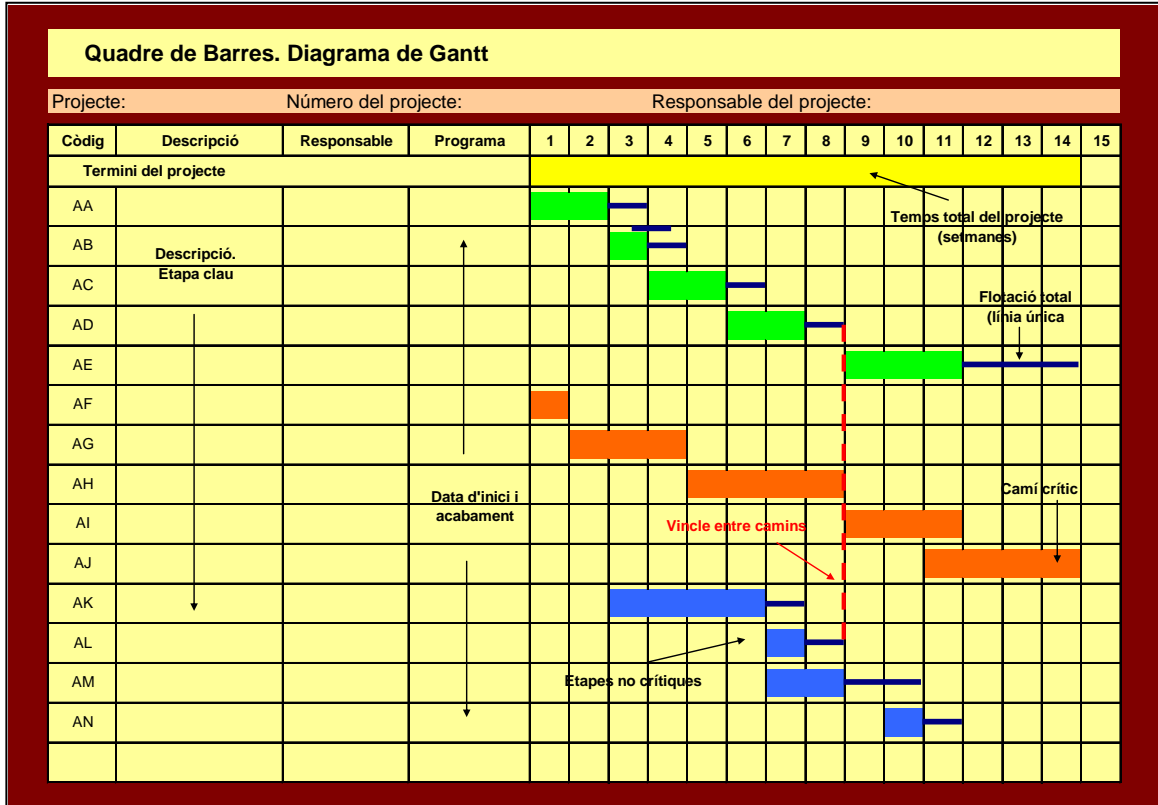 Quadre de Barres. Diagrama de Gantt
Projecte: Número del projecte: Responsable del projecte:
Còdig Descripció Responsable Programa 1 2 3 4 5 6 7 8 9 10 11 12 13 14 15
Termini del projecte
AA
Temps total del projecte
(setmanes)
AB
Descripció.
Etapa clau
AC
Flotació total
(línia única
AD
AE
AF
AG
AH
Camí crític
Data d'inici i
acabament
AI
Vincle entre camins
AJ
AK
AL
Etapes no crítiques
AM
AN